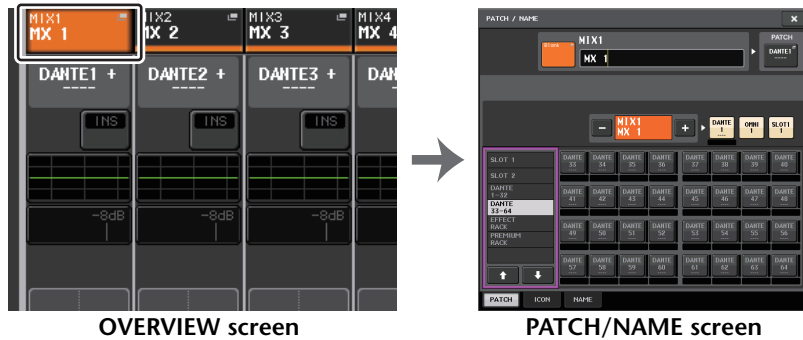 MIX1 MIX2 MIX3 MIX4
MX 1 MX 2 MX 3 MX 4
DANTE1 + DANTE2 + DANTE3 + DAN
---- ---- ----
INS INS INS
-8dB -8dB -8dB
OVERVIEW screen
PATCH / NAME
MIX1
PATCH
Black
MX 1
DANTE1
MIX1
MX 1
- + DANTE 1 OMNI 1 SLOT1 1
SLOT 1
SLOT 2
DANTE 1-32
DANTE 33-64
EFFECT RACK
PREMIUM RACK
DANTE 33 DANTE 34 DANTE 35 DANTE 36 DANTE 37 DANTE 38 DANTE 39 DANTE 40
DANTE 41 DANTE 42 DANTE 43 DANTE 44 DANTE 45 DANTE 46 DANTE 47 DANTE 48
DANTE 49 DANTE 50 DANTE 51 DANTE 52 DANTE 53 DANTE 54 DANTE 55 DANTE 56
DANTE 57 DANTE 58 DANTE 59 DANTE 60 DANTE 61 DANTE 62 DANTE 63 DANTE 64
PATCH ICON NAME
PATCH/NAME screen